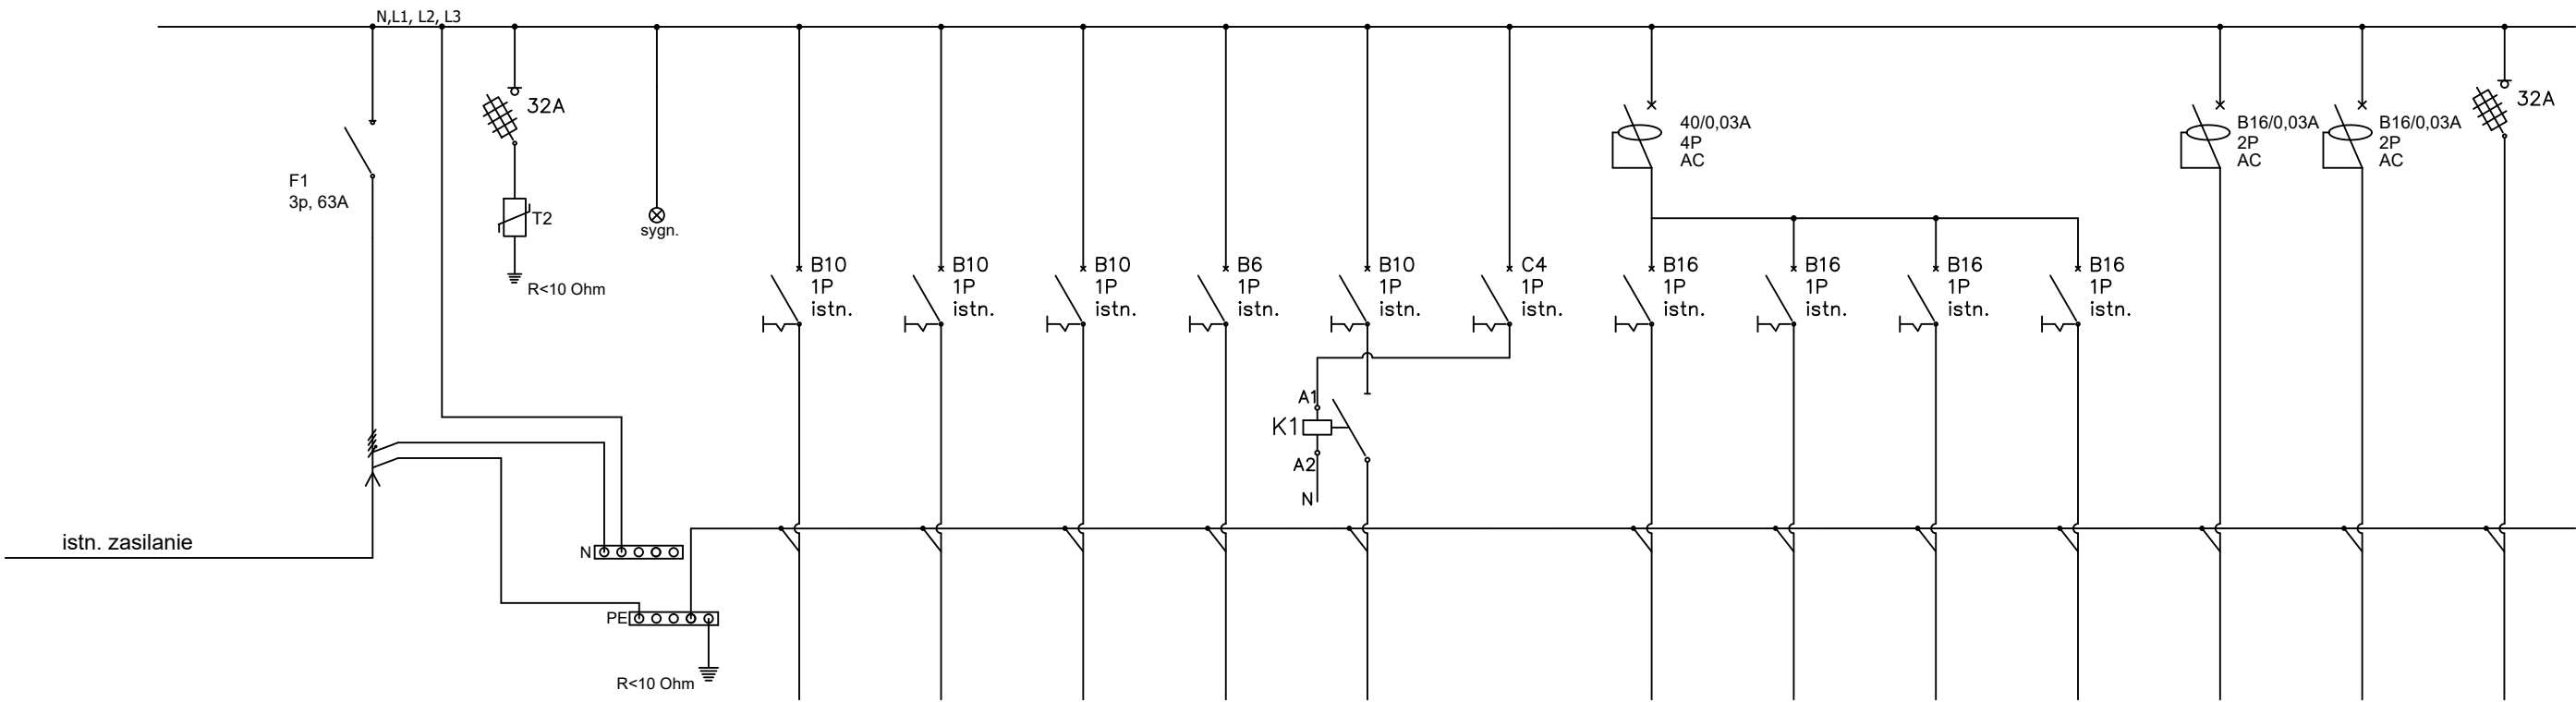 N,L1, L2, L3
F1
3p, 63A
32A
T2
R<10 Ohm
sygn.
B10
1P
istn.
B10
1P
istn.
B10
1P
istn.
B6
1P
istn.
B10
1P
istn.
C4
1P
istn.
40/0,03A
4P
AC
B16
1P
istn.
B16
1P
istn.
B16
1P
istn.
B16
1P
istn.
B16/0,03A
2P
AC
B16/0,03A
2P
AC
32A
A1
K1
A2
N
istn. zasilanie
N
PE
R<10 Ohm